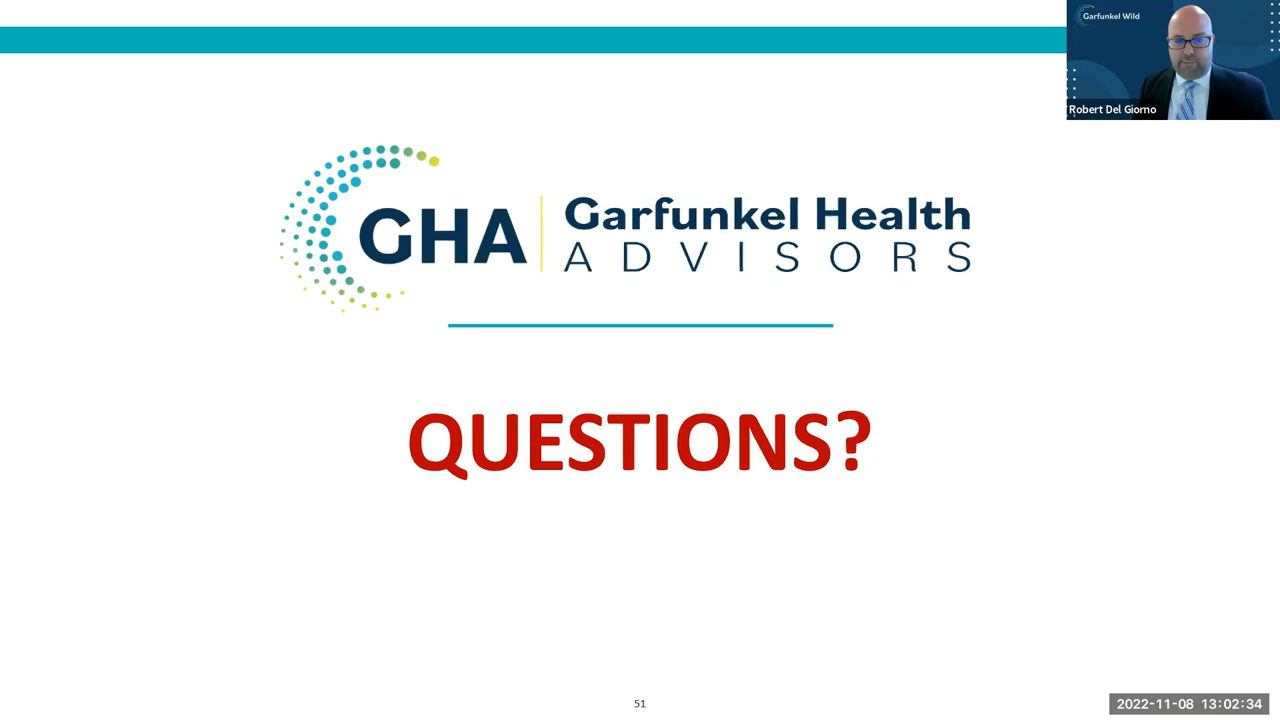 Garfunkel Wild
Robert Del Giorno
GHA
Garfunkel Health
ADVISORS
QUESTIONS?
51
2022-11-08 13:02:34